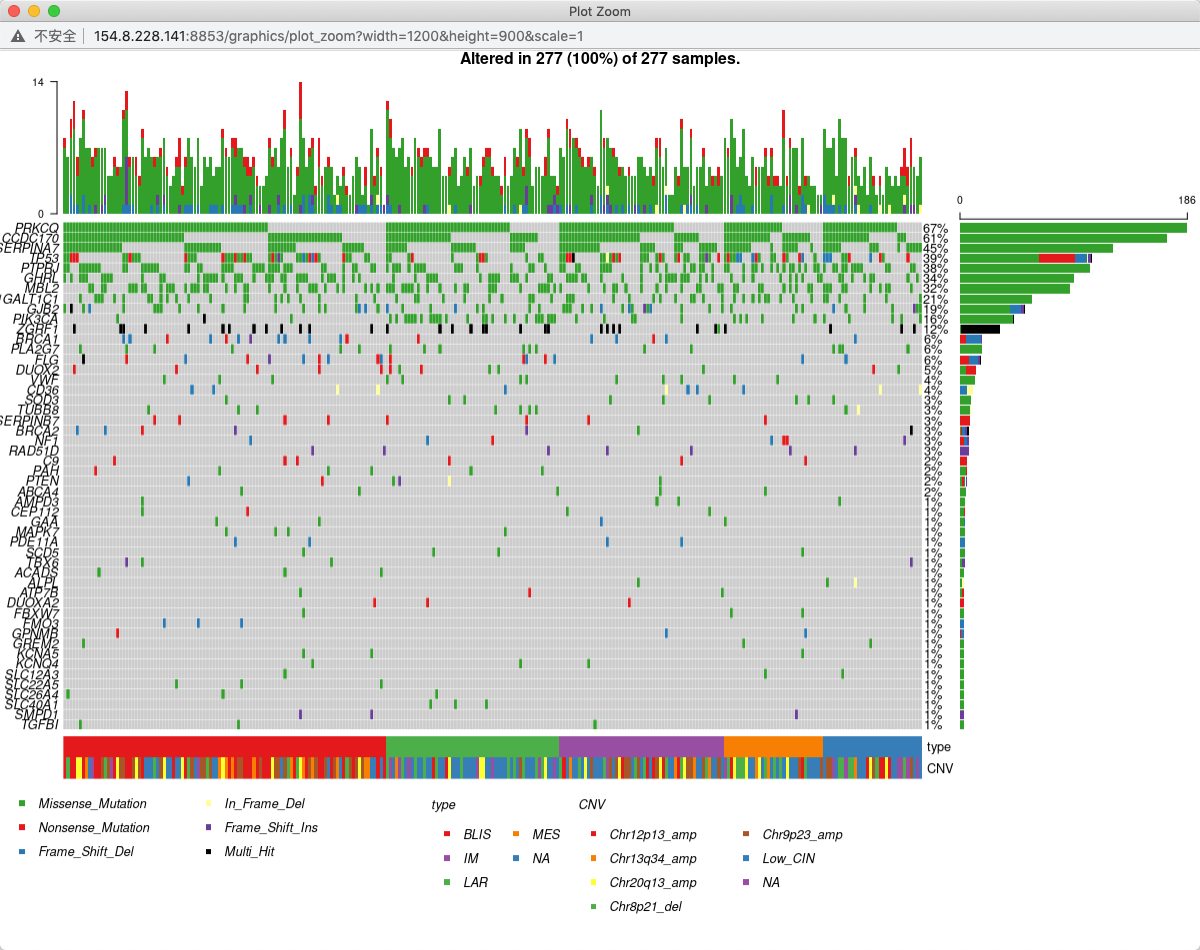 Plot Zoom
不安全 154.8.228.141:8853/graphics/plot_zoom?width=1200&height=900&scale=1
Altered in 277 (100%) of 277 samples.
14
0
0 186
PRKCQ 67%
CCDC170 61%
SERPINA7 45%
TP53 39%
PTPRJ 38%
GHRL 34%
MBL2 32%
1GALT1C1 21%
GJB2 19%
PIK3CA 16%
ZGRF1 12%
BRCA1 6%
PLA2G7 6%
FLG 6%
DUOX2 5%
VWF 4%
CD36 4%
SOD3 3%
TUBB8 3%
SERPINB7 3%
BRCA2 3%
NF1 3%
RAD51D 3%
C9 2%
PAH 2%
PTEN 2%
ABCA4 2%
AMPD3 1%
CEP112 1%
GAA 1%
MAPK7 1%
PDE11A 1%
SCD5 1%
TBX6 1%
ACADS 1%
ALPL 1%
ATP7B 1%
DUOXA2 1%
FBXW7 1%
FMO3 1%
GPNMB 1%
GREM2 1%
KCNA5 1%
KCNQ4 1%
SLC12A3 1%
SLC22A5 1%
SLC26A4 1%
SLC40A1 1%
SMPD1 1%
TGFBI 1%
type
CNV
Missense_Mutation
Nonsense_Mutation
Frame_Shift_Del
In_Frame_Del
Frame_Shift_Ins
Multi_Hit
type
BLIS
IM
LAR
MES
NA
CNV
Chr12p13_amp
Chr13q34_amp
Chr20q13_amp
Chr8p21_del
Chr9p23_amp
Low_CIN
NA